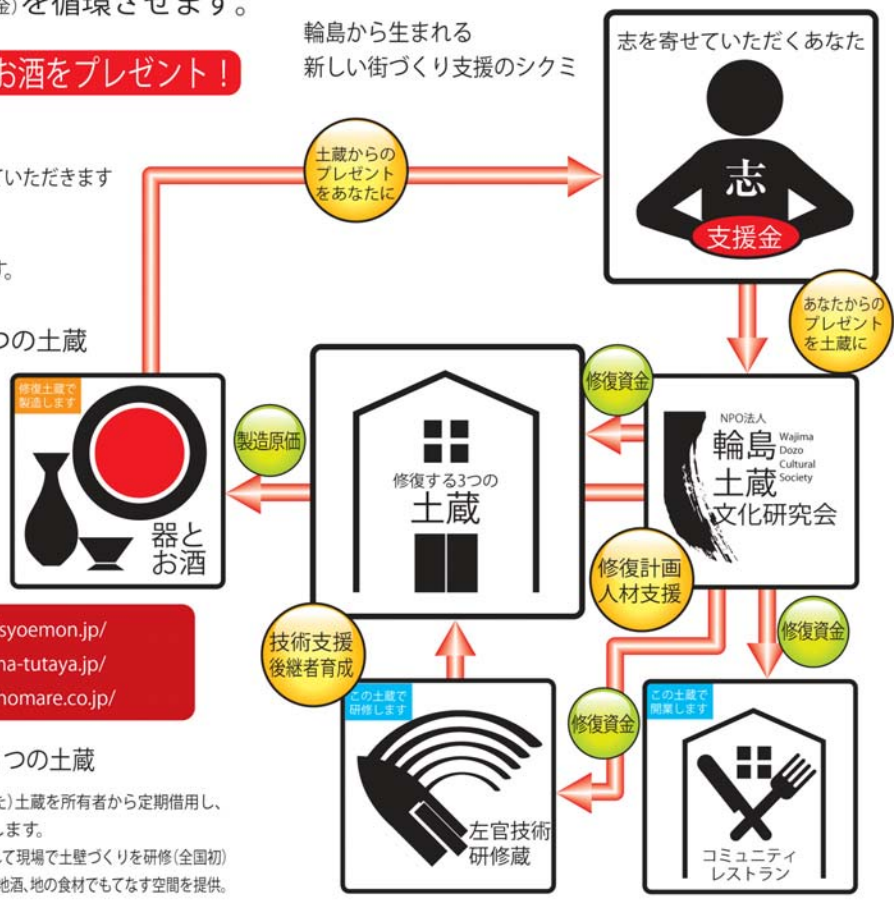 金)を循環させます。
お酒をプレゼント！
ていただきます
す。
つの土蔵
輪島から生まれる
新しい街づくり支援のシクミ
志を寄せていただくあなた
志
支援金
土蔵からの
プレゼント
をあなたに
あなたからの
プレゼント
を土蔵に
修復土蔵で
製造します
器と
お酒
製造原価
修復する3つの
土蔵
修復資金
NPO法人
輪島
土蔵
文化研究会
Wajima
Dozo
Cultural
Society
修復計画
人材支援
修復資金
技術支援
後継者育成
修復資金
この土蔵で
研修します
左官技術
研修蔵
この土蔵で
開業します
コミュニティ
レストラン
syoemon.jp/
ma-tutaya.jp/
homare.co.jp/
つの土蔵
た)土蔵を所有者から定期借用し、
します。
して現場で土壁づくりを研修(全国初)
地酒、地の食材でもてなす空間を提供。